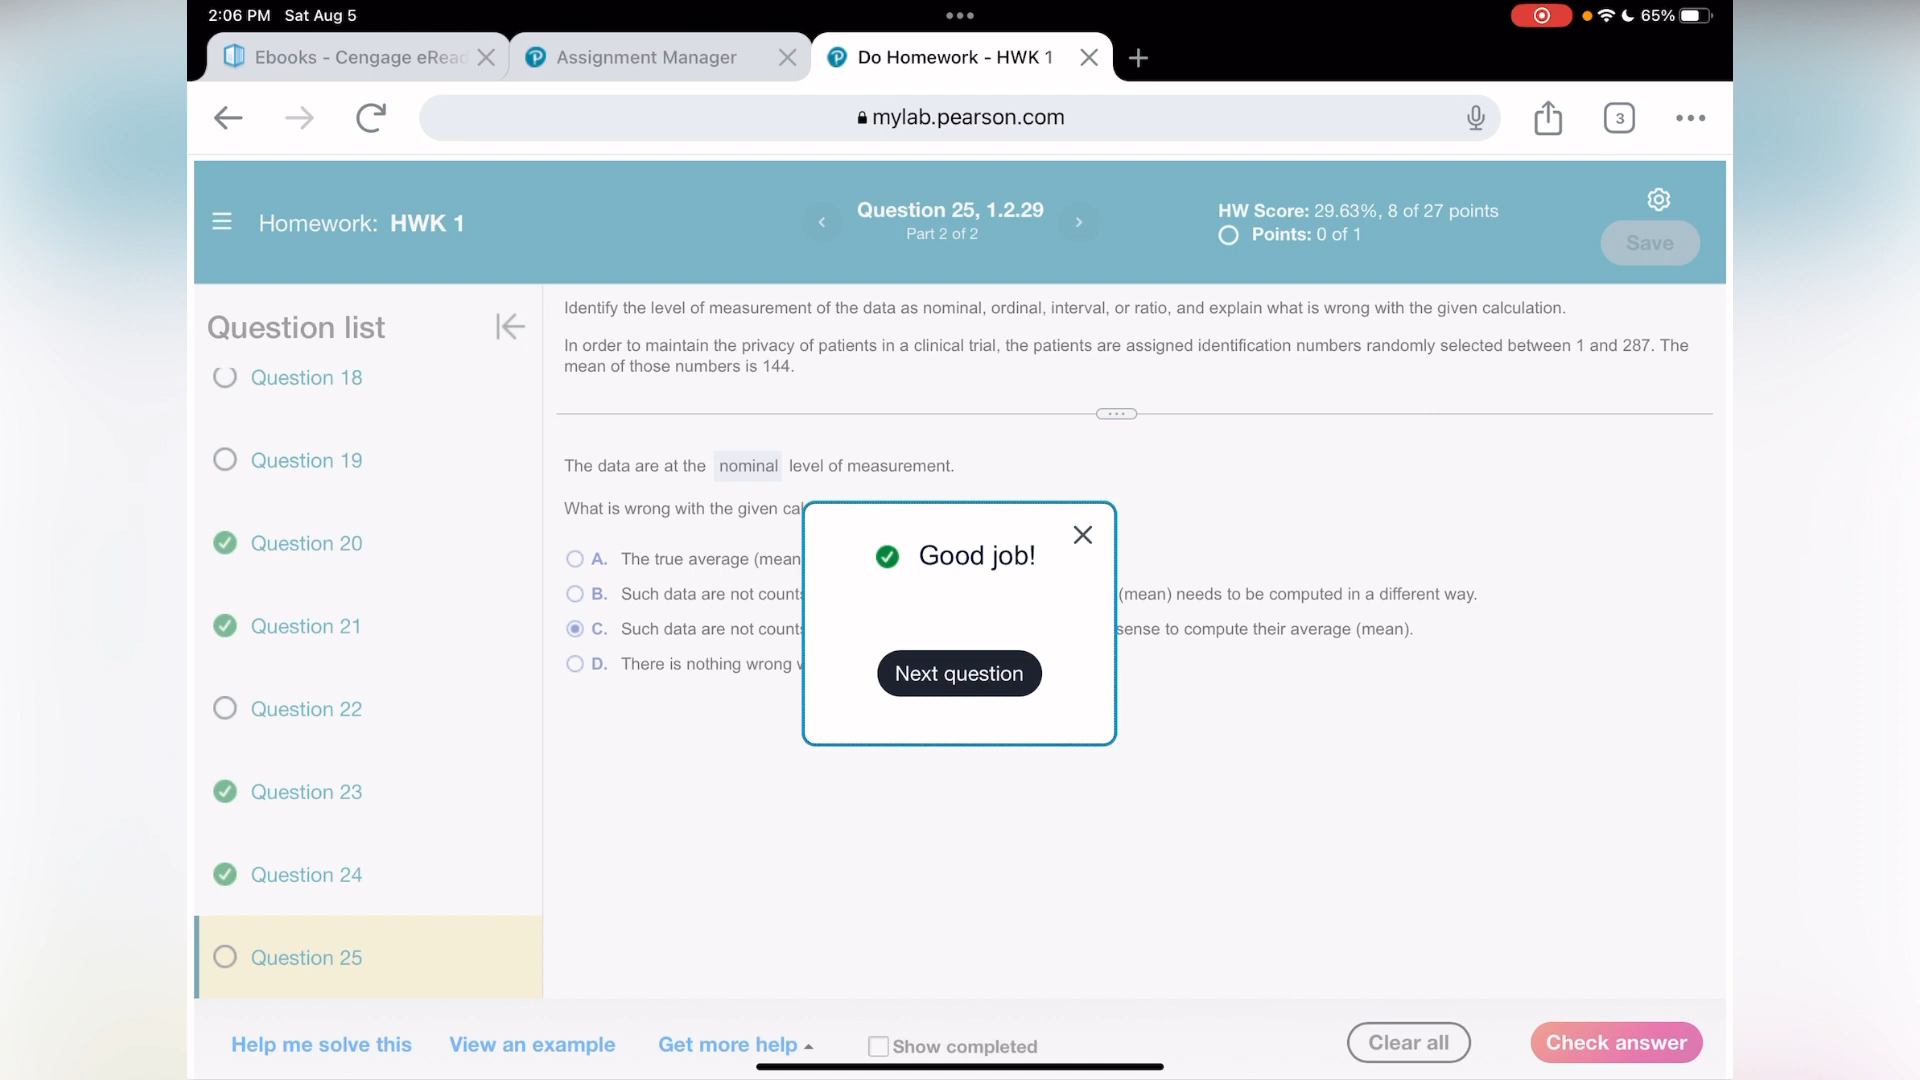 2:06 PM Sat Aug 5
65%
Ebooks - Cengage eRead
Assignment Manager
Do Homework - HWK 1
mylab.pearson.com
3
Homework: HWK 1
Question 25, 1.2.29
Part 2 of 2
HW Score: 29.63%, 8 of 27 points
Points: 0 of 1
Save
Question list
Question 18
Question 19
Question 20
Question 21
Question 22
Question 23
Question 24
Question 25
Identify the level of measurement of the data as nominal, ordinal, interval, or ratio, and explain what is wrong with the given calculation.
In order to maintain the privacy of patients in a clinical trial, the patients are assigned identification numbers randomly selected between 1 and 287. The
mean of those numbers is 144.
The data are at the nominal level of measurement.
What is wrong with the given cal
A. The true average (mean
B. Such data are not counts (mean) needs to be computed in a different way.
C. Such data are not counts sense to compute their average (mean).
D. There is nothing wrong w
Good job!
Next question
Help me solve this
View an example
Get more help
Show completed
Clear all
Check answer